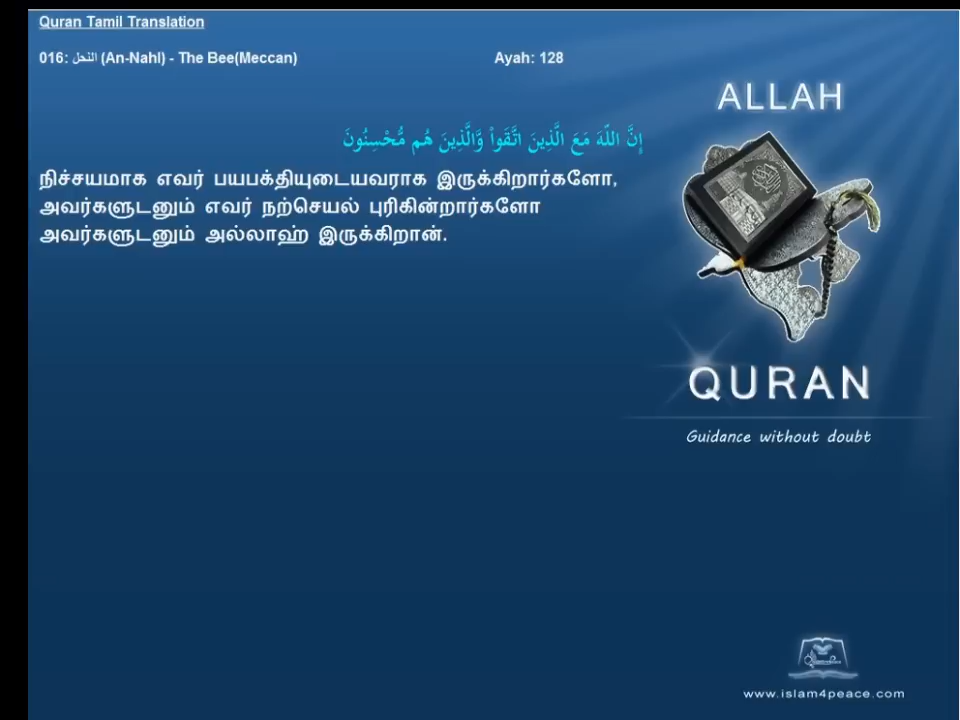 Quran Tamil Translation
016: النحل (An-Nahl) - The Bee(Meccan) Ayah: 128
ALLAH
إِنَّ اللّهَ مَعَ الَّذِينَ اتَّقَواْ وَّالَّذِينَ هُم مُّحْسِنُونَ
நிச்சயமாக எவர் பயபக்தியுடையவராக இருக்கிறார்களோ,
அவர்களுடனும் எவர் நற்செயல் புரிகின்றார்களோ
அவர்களுடனும் அல்லாஹ் இருக்கிறான்.
QURAN
Guidance without doubt
www.islam4peace.com